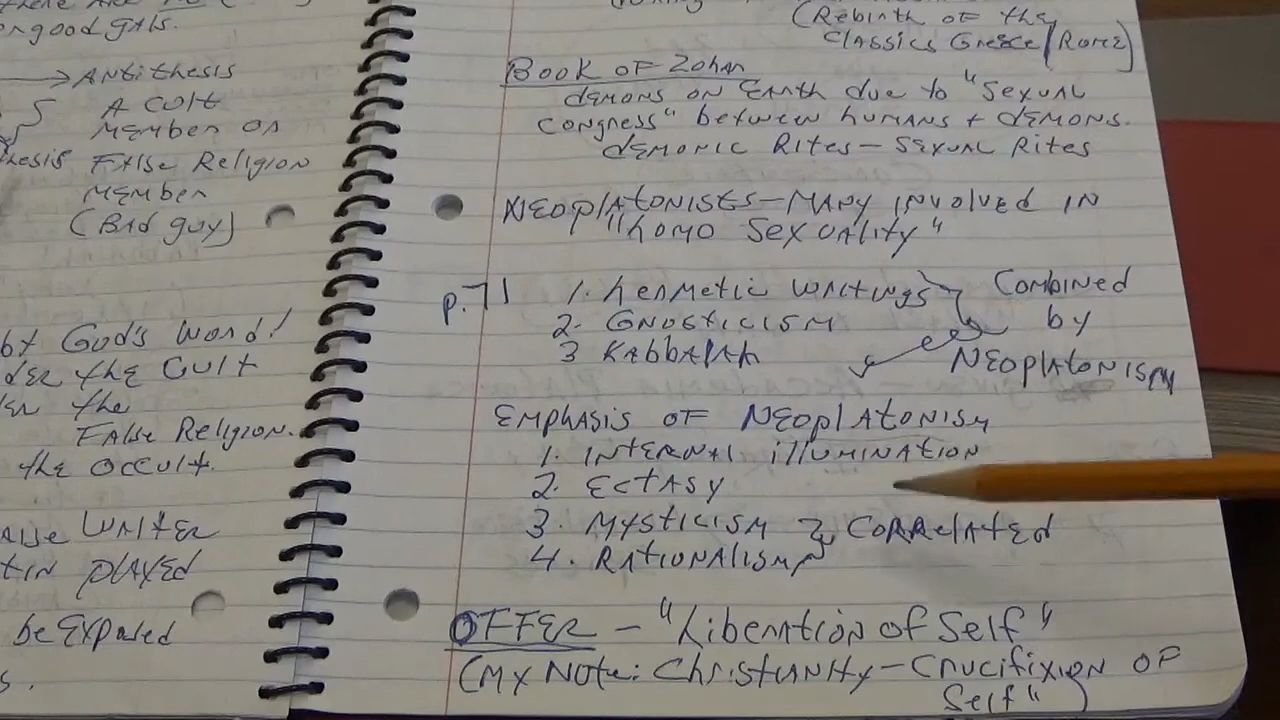 ON good gals.
→ Antithesis
A Cult
Member or
False Religion
Member
(Bad guy)
God's Word!
the Cult
the
False Religion.
the Occult.
Writer
played
be Exposed
(Rebirth of the
Classics Greece/Rome)
Book of Zohar
demons on Earth due to "Sexual
Congress" between humans + demons.
demonic Rites – Sexual Rites
Neoplatonists – Many involved in
"homo Sexuality"
p. 71
1. hermetic writings
2. Gnosticism
3 Kabbalah
Combined
by
Neoplatonism
Emphasis of Neoplatonism
1. Internal illumination
2. Ectasy
3. Mysticism
4. Rationalism
Correlated
OFFER – "Liberation of Self"
(My Note: Christianity – Crucifixion of
Self")